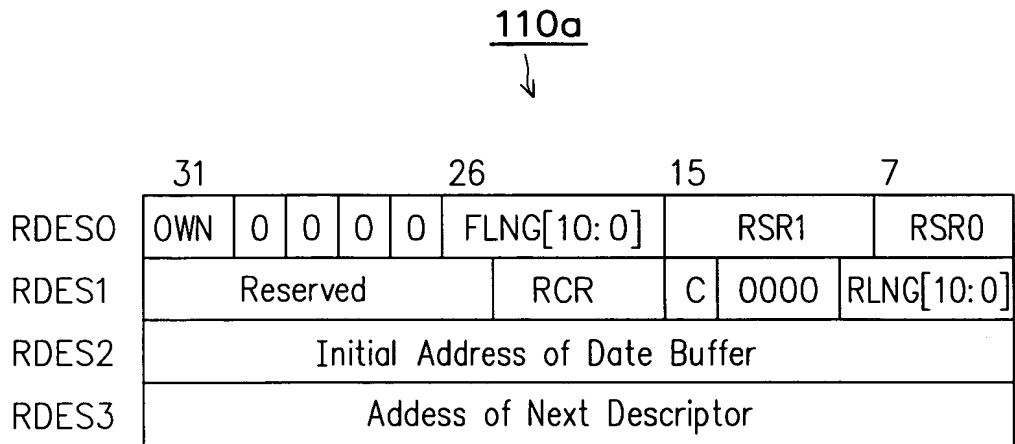 110a
31 26 15 7
RDES0 OWN 0 0 0 0 FLNG[10:0] RSR1 RSR0
RDES1 Reserved RCR C 0000 RLNG[10:0]
RDES2 Initial Address of Date Buffer
RDES3 Addess of Next Descriptor